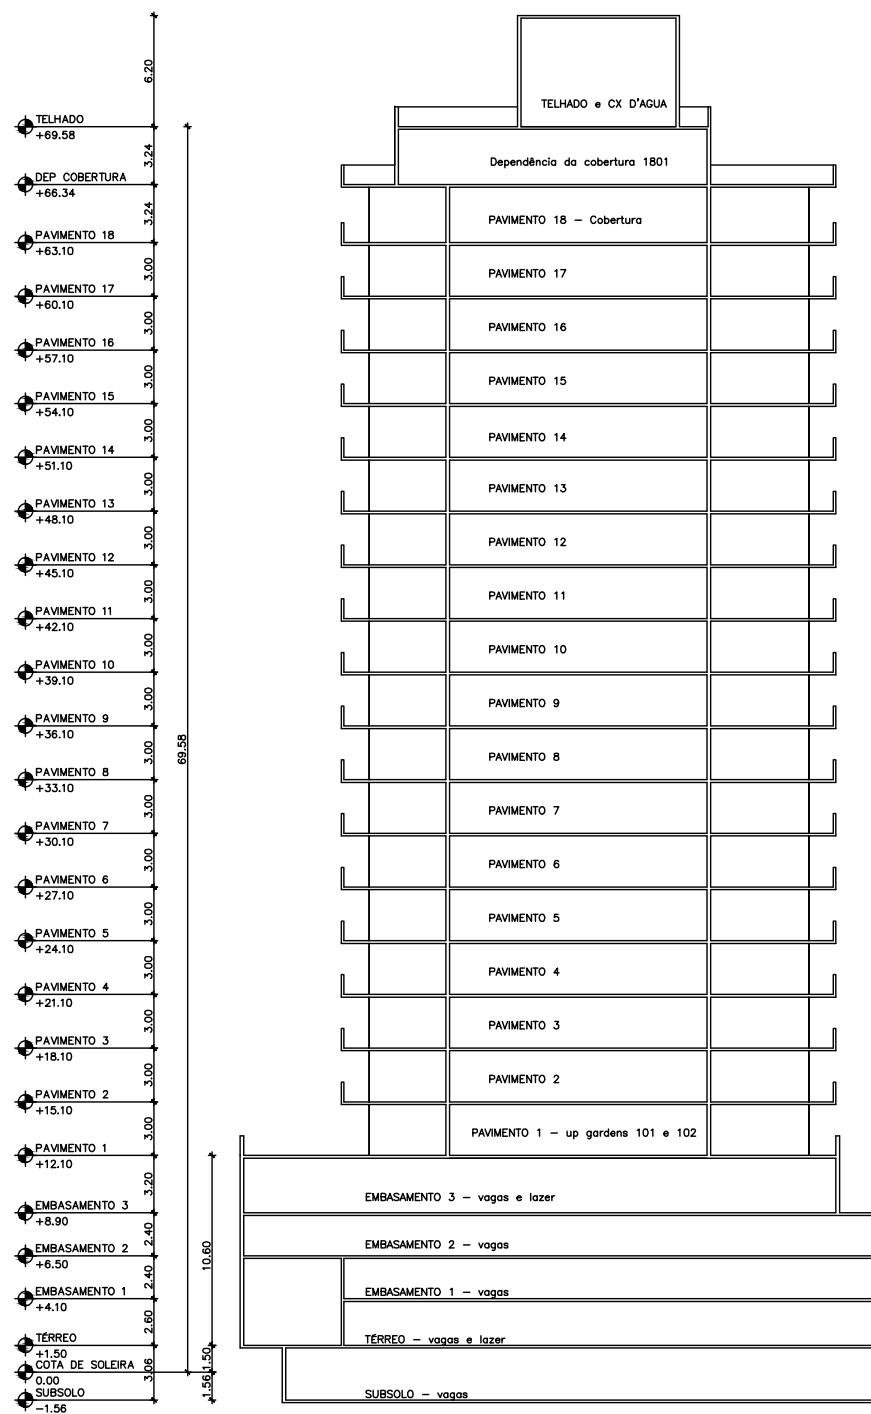 6.20
TELHADO e CX D'AGUA
TELHADO
+69.58
3.24
Dependência da cobertura 1801
DEP COBERTURA
+66.34
3.24
PAVIMENTO 18 – Cobertura
PAVIMENTO 18
+63.10
3.00
PAVIMENTO 17
PAVIMENTO 17
+60.10
3.00
PAVIMENTO 16
PAVIMENTO 16
+57.10
3.00
PAVIMENTO 15
PAVIMENTO 15
+54.10
3.00
PAVIMENTO 14
PAVIMENTO 14
+51.10
3.00
PAVIMENTO 13
PAVIMENTO 13
+48.10
3.00
PAVIMENTO 12
PAVIMENTO 12
+45.10
3.00
PAVIMENTO 11
PAVIMENTO 11
+42.10
3.00
PAVIMENTO 10
PAVIMENTO 10
+39.10
3.00
PAVIMENTO 9
PAVIMENTO 9
+36.10
3.00
69.58
PAVIMENTO 8
PAVIMENTO 8
+33.10
3.00
PAVIMENTO 7
PAVIMENTO 7
+30.10
3.00
PAVIMENTO 6
PAVIMENTO 6
+27.10
3.00
PAVIMENTO 5
PAVIMENTO 5
+24.10
3.00
PAVIMENTO 4
PAVIMENTO 4
+21.10
3.00
PAVIMENTO 3
PAVIMENTO 3
+18.10
3.00
PAVIMENTO 2
PAVIMENTO 2
+15.10
3.00
PAVIMENTO 1 – up gardens 101 e 102
PAVIMENTO 1
+12.10
3.20
EMBASAMENTO 3 – vagas e lazer
EMBASAMENTO 3
+8.90
2.40
10.60
EMBASAMENTO 2 – vagas
EMBASAMENTO 2
+6.50
2.40
EMBASAMENTO 1 – vagas
EMBASAMENTO 1
+4.10
2.60
TÉRREO – vagas e lazer
TÉRREO
+1.50
1.50
COTA DE SOLEIRA
0.00
3.06
1.56
SUBSOLO – vagas
SUBSOLO
–1.56